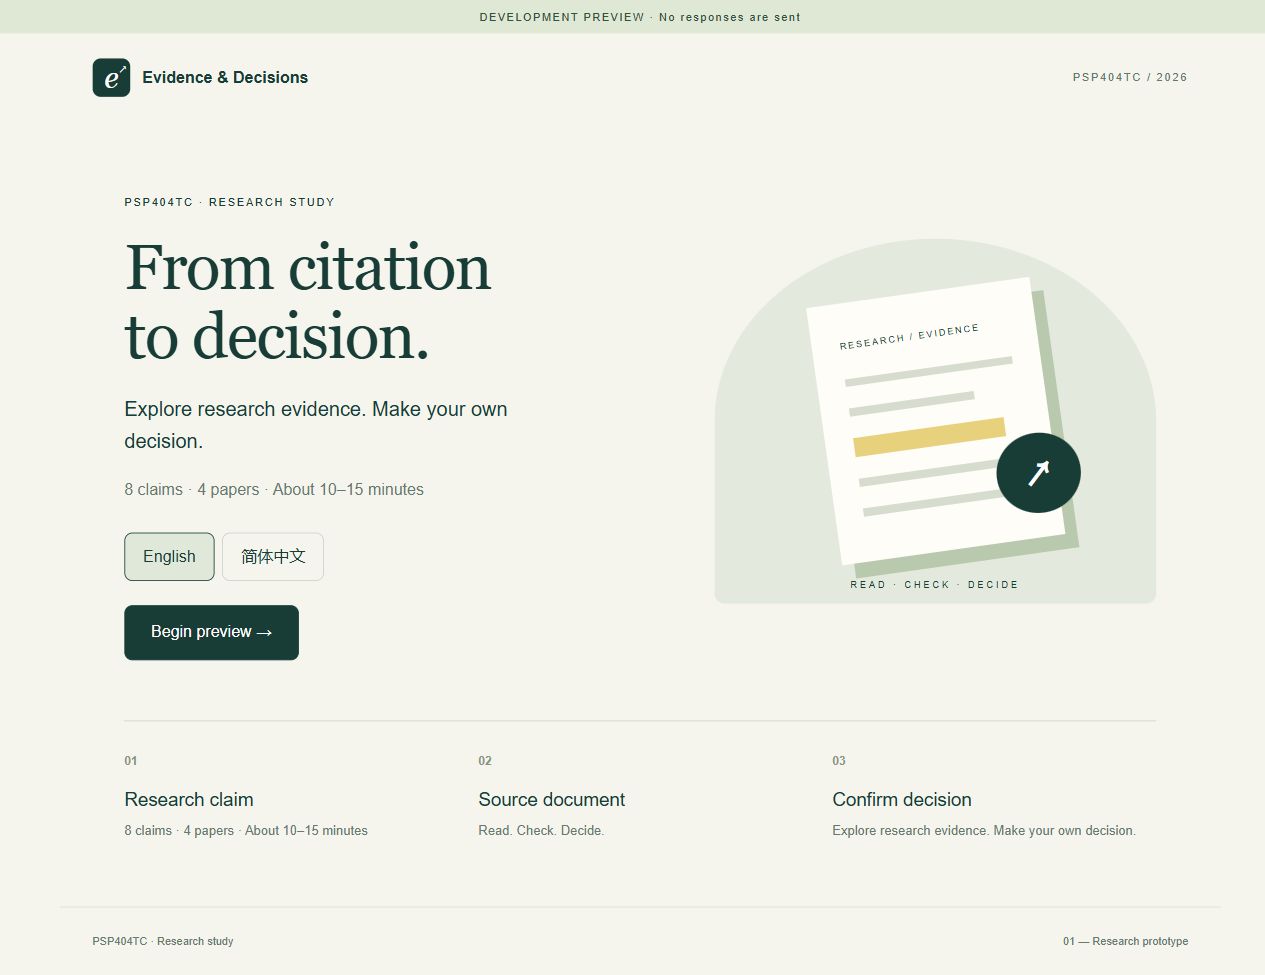 DEVELOPMENT PREVIEW · No responses are sent
e↗ Evidence & Decisions
PSP404TC / 2026
PSP404TC · RESEARCH STUDY
From citation
to decision.
Explore research evidence. Make your own
decision.
8 claims · 4 papers · About 10–15 minutes
English
简体中文
Begin preview →
RESEARCH / EVIDENCE
READ · CHECK · DECIDE
01
Research claim
8 claims · 4 papers · About 10–15 minutes
02
Source document
Read. Check. Decide.
03
Confirm decision
Explore research evidence. Make your own decision.
PSP404TC · Research study
01 — Research prototype